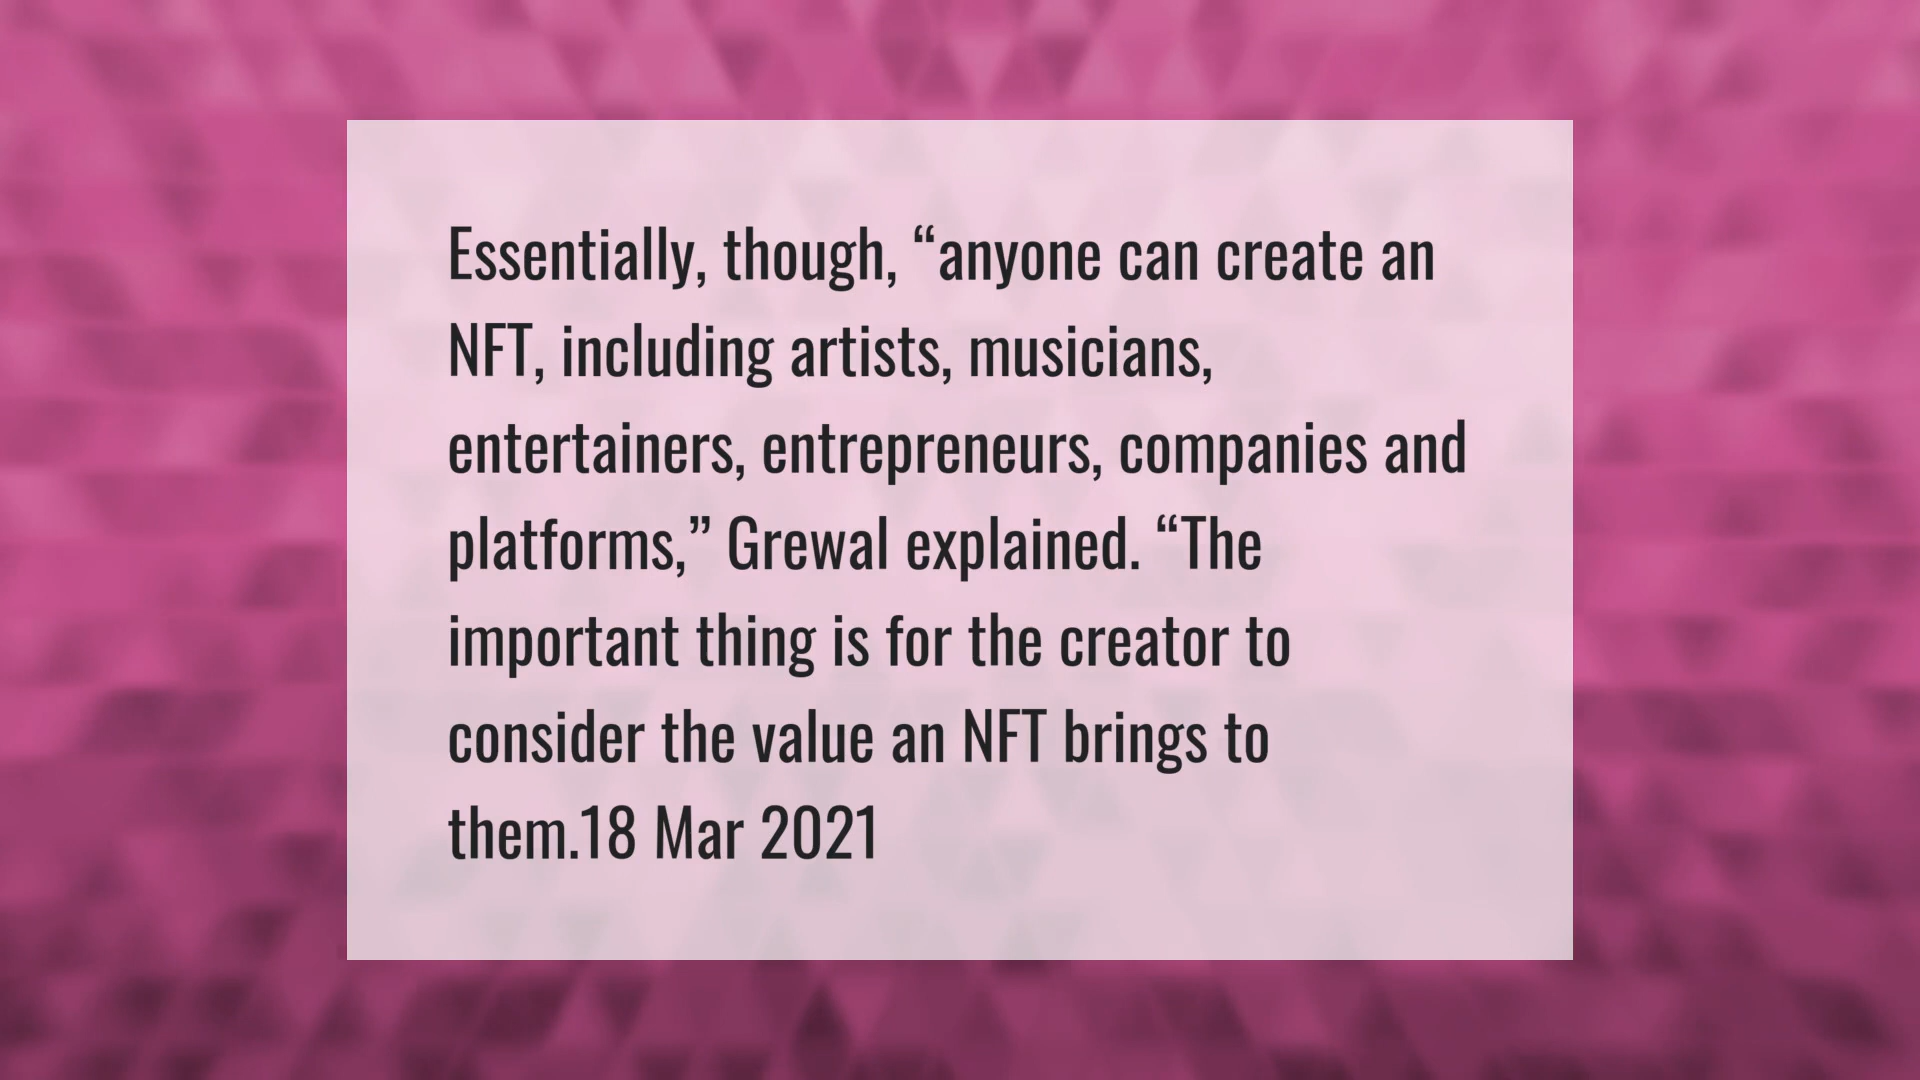 Essentially, though, “anyone can create an
NFT, including artists, musicians,
entertainers, entrepreneurs, companies and
platforms,” Grewal explained. “The
important thing is for the creator to
consider the value an NFT brings to
them.18 Mar 2021